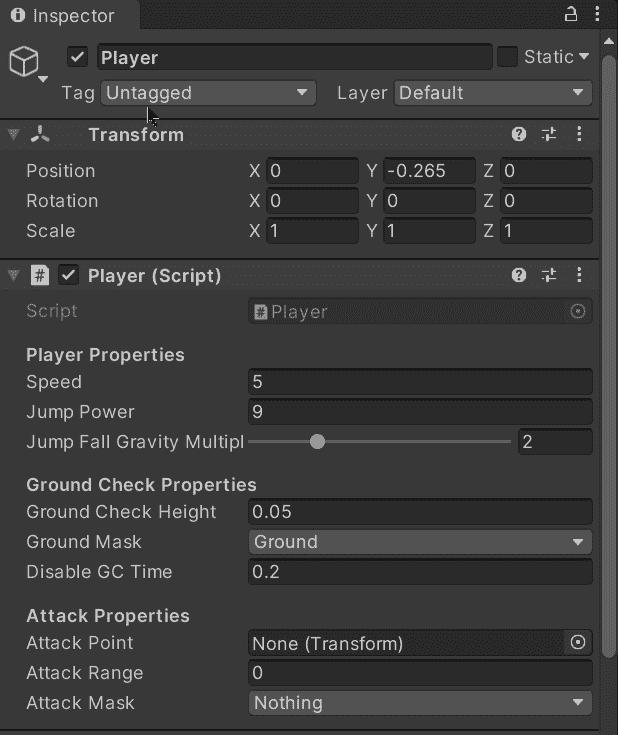 Inspector
Player Static
Tag Untagged Layer Default
Transform
Position X 0 Y -0.265 Z 0
Rotation X 0 Y 0 Z 0
Scale X 1 Y 1 Z 1
# Player (Script)
Script # Player
Player Properties
Speed 5
Jump Power 9
Jump Fall Gravity Multipl 2
Ground Check Properties
Ground Check Height 0.05
Ground Mask Ground
Disable GC Time 0.2
Attack Properties
Attack Point None (Transform)
Attack Range 0
Attack Mask Nothing